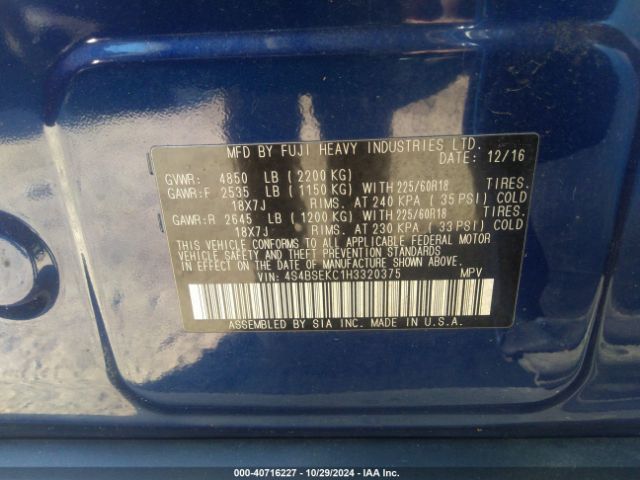 MFD BY FUJI HEAVY INDUSTRIES LTD.
DATE: 12/16
GVWR: 4850 LB (2200 KG)
GAWR:F 2535 LB (1150 KG) WITH 225/60R18 TIRES.
18X7J RIMS. AT 240 KPA ( 35 PSI) COLD
GAWR:R 2645 LB (1200 KG) WITH 225/60R18 TIRES.
18X7J RIMS. AT 230 KPA ( 33 PSI) COLD
THIS VEHICLE CONFORMS TO ALL APPLICABLE FEDERAL MOTOR
VEHICLE SAFETY AND THEFT PREVENTION STANDARDS
IN EFFECT ON THE DATE OF MANUFACTURE SHOWN ABOVE.
VIN: 4S4BSEKC1H3320375 MPV
ASSEMBLED BY SIA INC. MADE IN U.S.A.
000-40716227 - 10/29/2024 - IAA Inc.